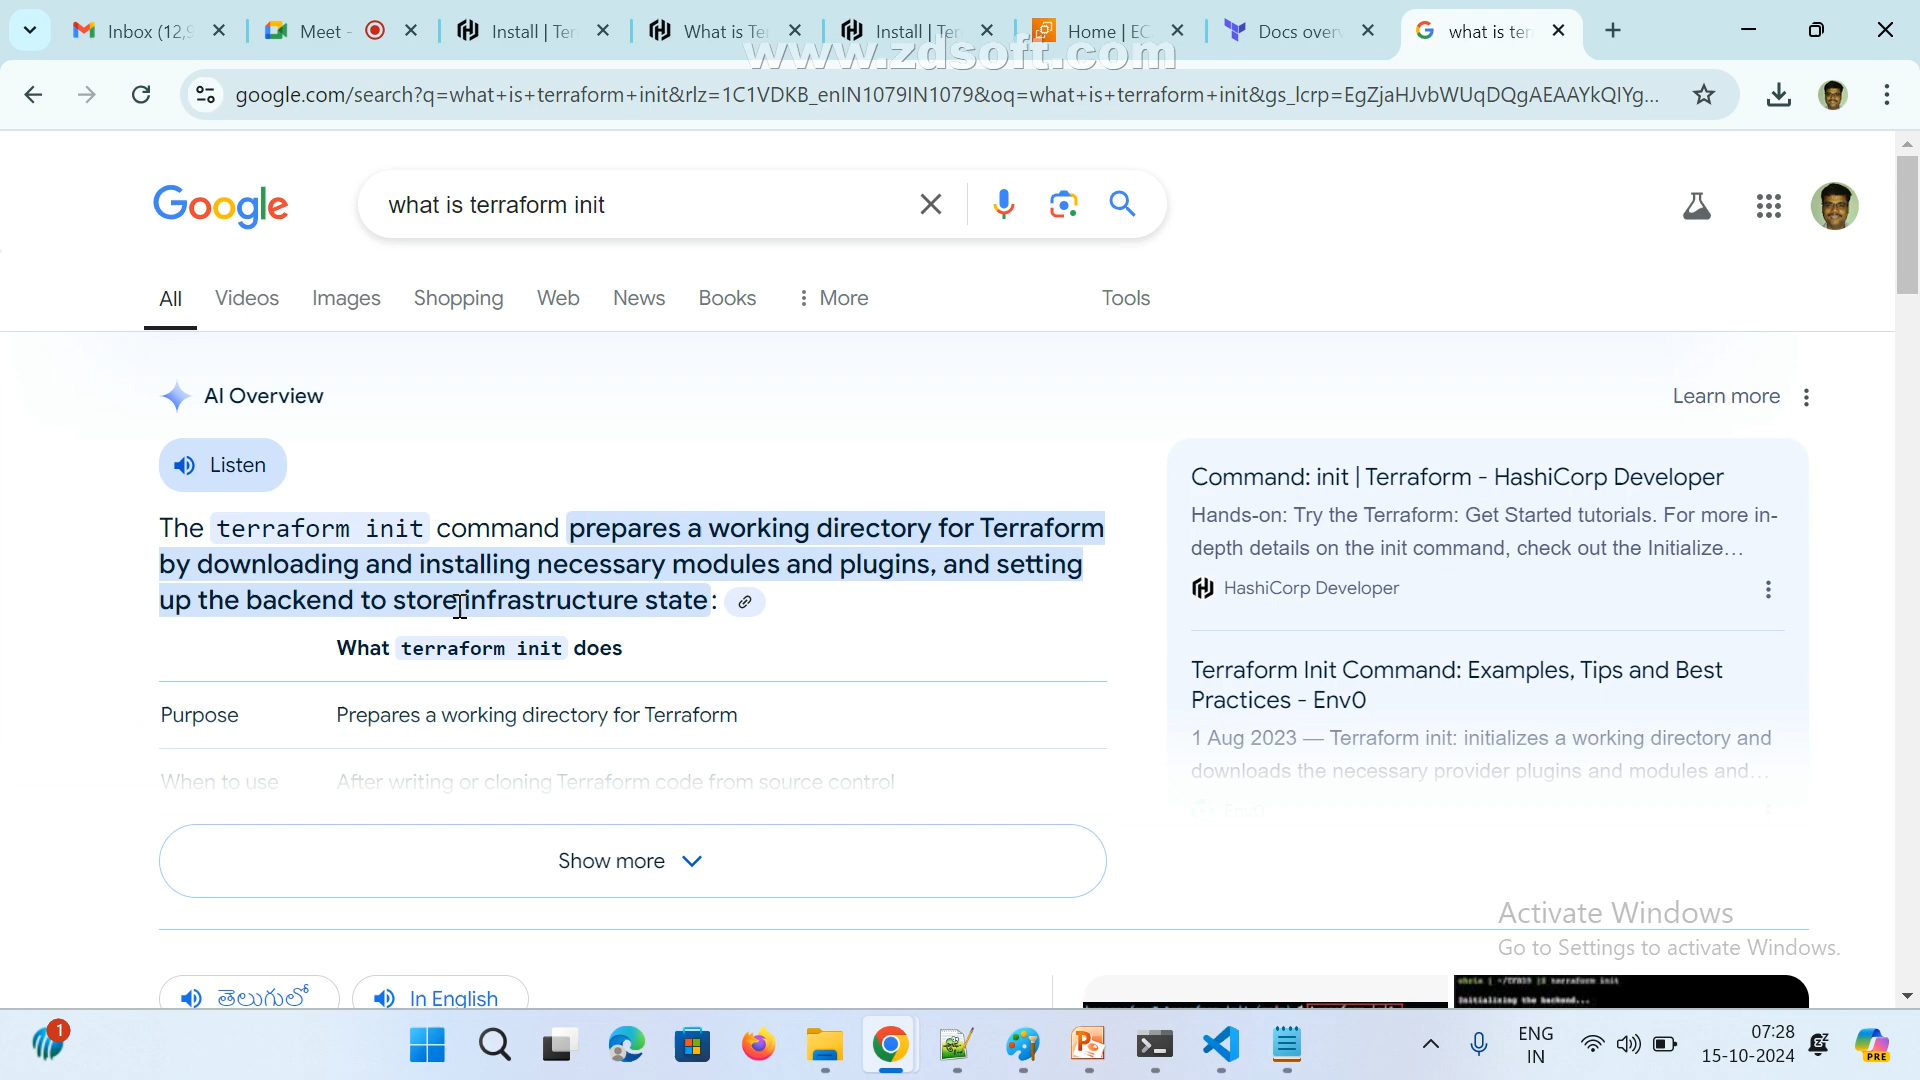 Inbox (12,9
Meet -
Install | Ter
What is Te
Install | Ter
Home | EC
Docs over
what is ter
www.zdsoft.com
google.com/search?q=what+is+terraform+init&rlz=1C1VDKB_enIN1079IN1079&oq=what+is+terraform+init&gs_lcrp=EgZjaHJvbWUqDQgAEAAYkQIYg...
Google
what is terraform init
All
Videos
Images
Shopping
Web
News
Books
More
Tools
AI Overview
Learn more
Listen
The terraform init command prepares a working directory for Terraform
by downloading and installing necessary modules and plugins, and setting
up the backend to store infrastructure state:
What terraform init does
Purpose
Prepares a working directory for Terraform
When to use
After writing or cloning Terraform code from source control
Show more
Command: init | Terraform - HashiCorp Developer
Hands-on: Try the Terraform: Get Started tutorials. For more in-
depth details on the init command, check out the Initialize...
HashiCorp Developer
Terraform Init Command: Examples, Tips and Best
Practices - Env0
1 Aug 2023 — Terraform init: initializes a working directory and
downloads the necessary provider plugins and modules and...
Env0
Activate Windows
Go to Settings to activate Windows.
తెలుగులో
In English
Initializing the backend...
1
ENG
IN
07:28
15-10-2024
PRE